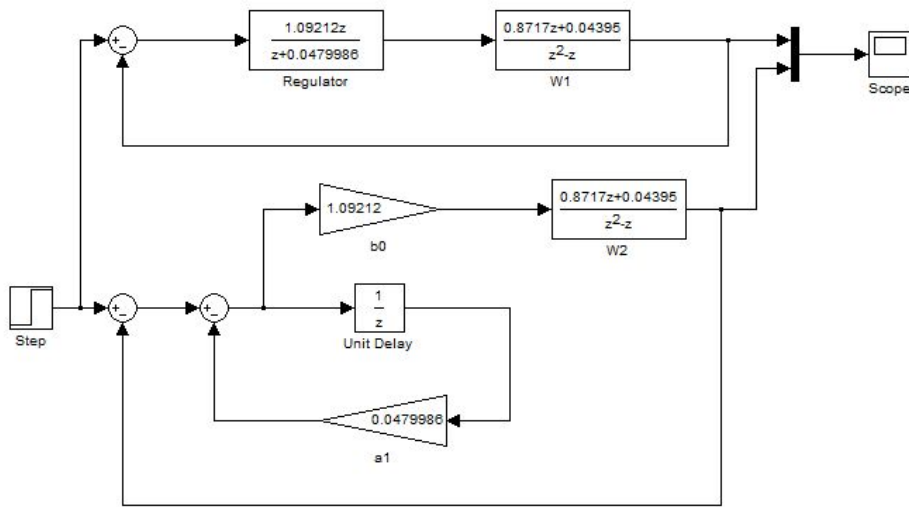 1.09212z
z+0.0479986
Regulator
0.8717z+0.04395
z²-z
W1
Scope
1.09212
b0
0.8717z+0.04395
z²-z
W2
Step
1
z
Unit Delay
0.0479986
a1